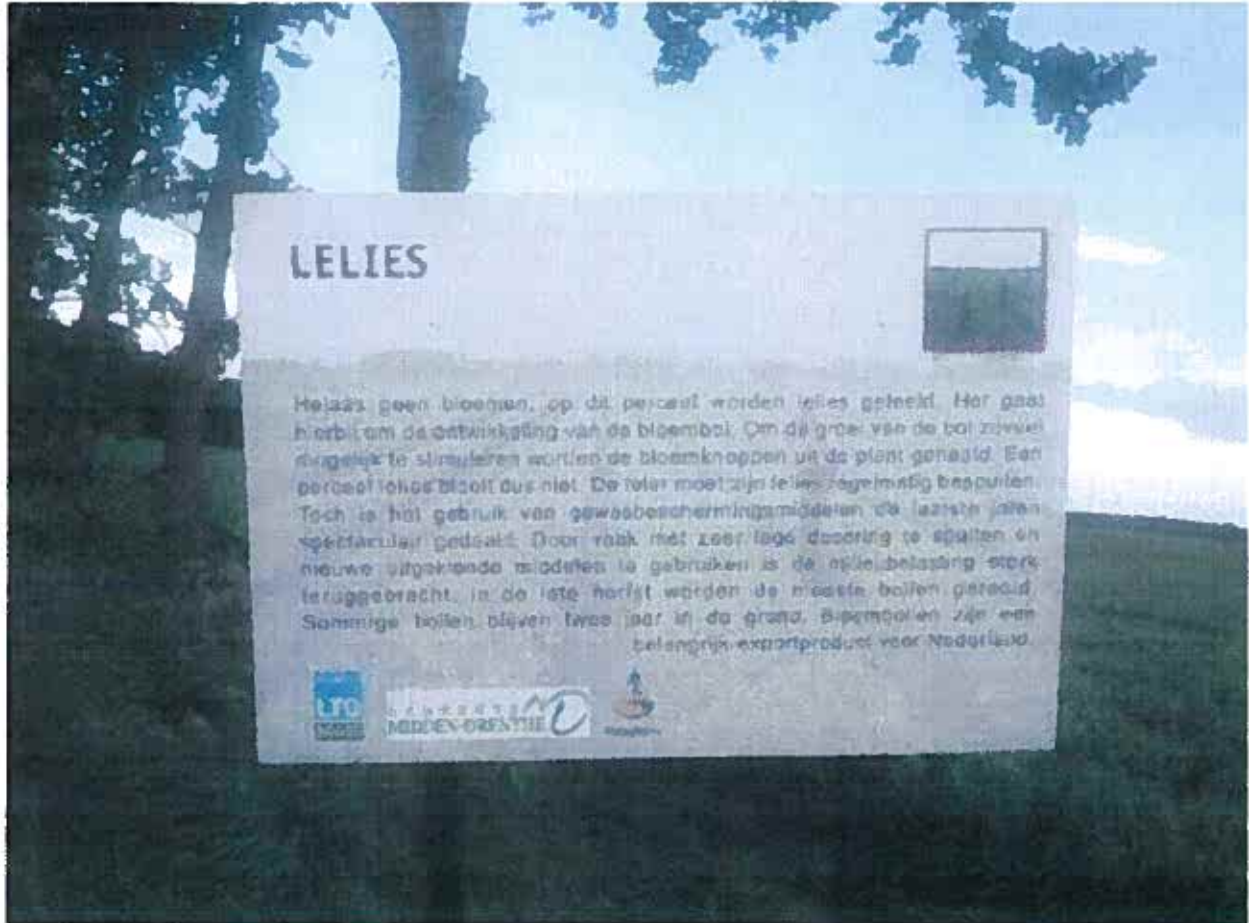 LELIES
Helaas geen bloemen, op dit perceel worden lelies geteeld. Het gaat
hierbij om de ontwikkeling van de bloembol. Om de groei van de bol zoveel
mogelijk te stimuleren worden de bloemknoppen uit de plant gehaald. Een
perceel lelies bloeit dus niet. De teler moet zijn lelies regelmatig bespuiten.
Toch is het gebruik van gewasbeschermingsmiddelen de laatste jaren
spectaculair gedaald. Door vaak met zeer lage dosering te spuiten en
nieuwe uitgekiende middelen te gebruiken is de milieubelasting sterk
teruggebracht. In de late herfst worden de meeste bollen gerooid.
Sommige bollen blijven twee jaar in de grond. Bloembollen zijn een
belangrijk exportproduct voor Nederland.
LTO
GEMEENTE
MIDDEN-DRENTHE